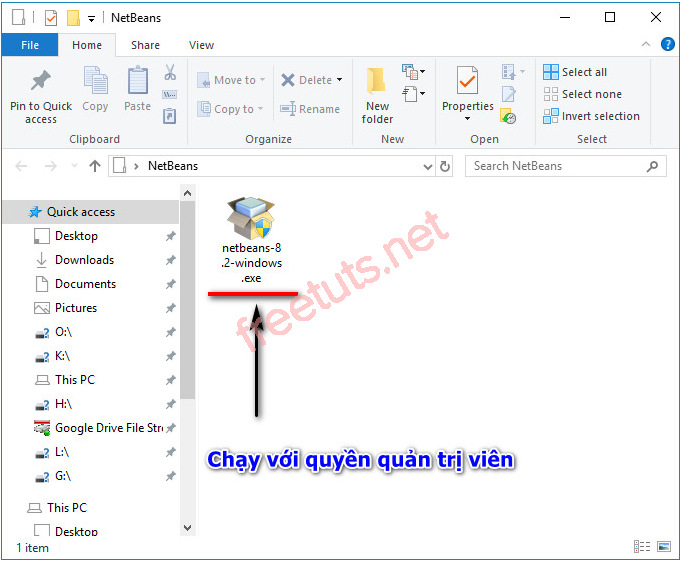 NetBeans
File Home Share View
Pin to Quick access
Copy
Paste
Clipboard
Move to
Copy to
Delete
Rename
Organize
New folder
New
Properties
Open
Select all
Select none
Invert selection
Select
NetBeans
Search NetBeans
Quick access
Desktop
Downloads
Documents
Pictures
O:\
K:\
This PC
H:\
Google Drive File Stre
L:\
G:\
This PC
Desktop
netbeans-8
.2-windows
.exe
freetuts.net
Chạy với quyền quản trị viên
1 item